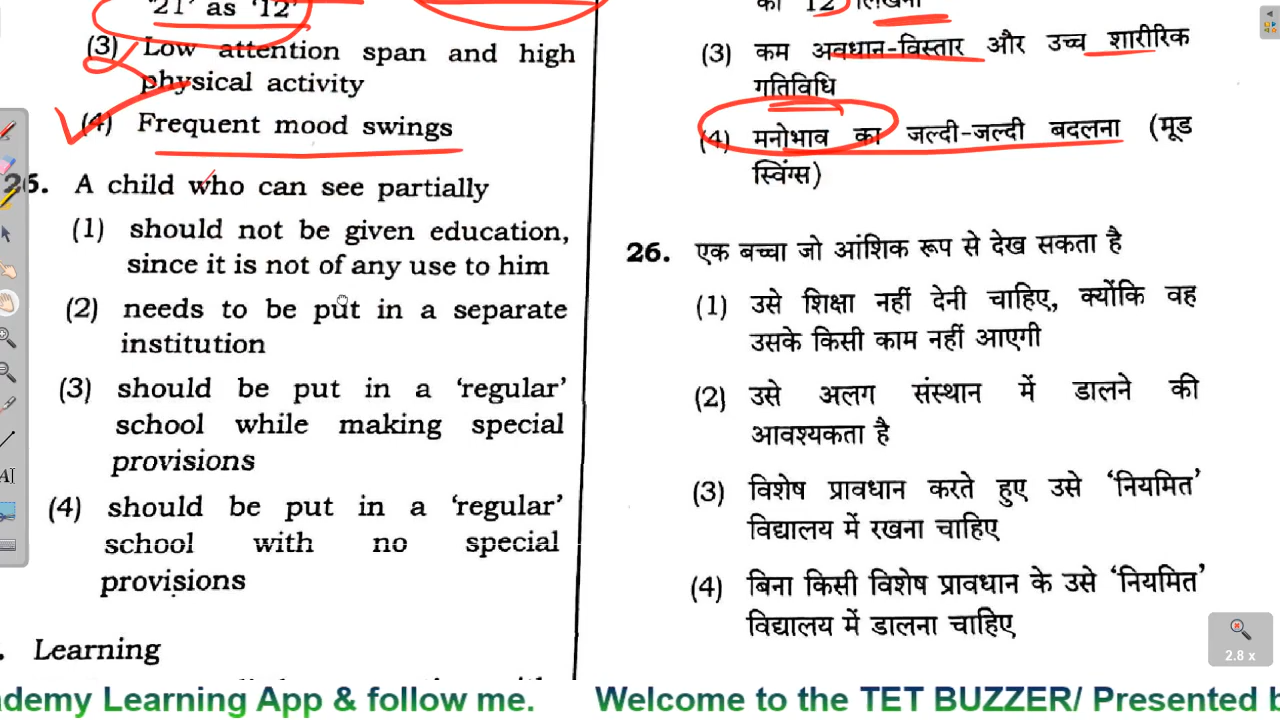 '21' as '12'
(3) Low attention span and high
physical activity
(4) Frequent mood swings
26. A child who can see partially
(1) should not be given education,
since it is not of any use to him
(2) needs to be put in a separate
institution
(3) should be put in a 'regular'
school while making special
provisions
(4) should be put in a 'regular'
school with no special
provisions
Learning
को 12 लिखना
(3) कम अवधान-विस्तार और उच्च शारीरिक
गतिविधि
(4) मनोभाव का जल्दी-जल्दी बदलना (मूड
स्विंग्स)
26. एक बच्चा जो आंशिक रूप से देख सकता है
(1) उसे शिक्षा नहीं देनी चाहिए, क्योंकि वह
उसके किसी काम नहीं आएगी
(2) उसे अलग संस्थान में डालने की
आवश्यकता है
(3) विशेष प्रावधान करते हुए उसे 'नियमित'
विद्यालय में रखना चाहिए
(4) बिना किसी विशेष प्रावधान के उसे 'नियमित'
विद्यालय में डालना चाहिए
AI
2.8 x
Learning App & follow me. Welcome to the TET BUZZER/ Presented